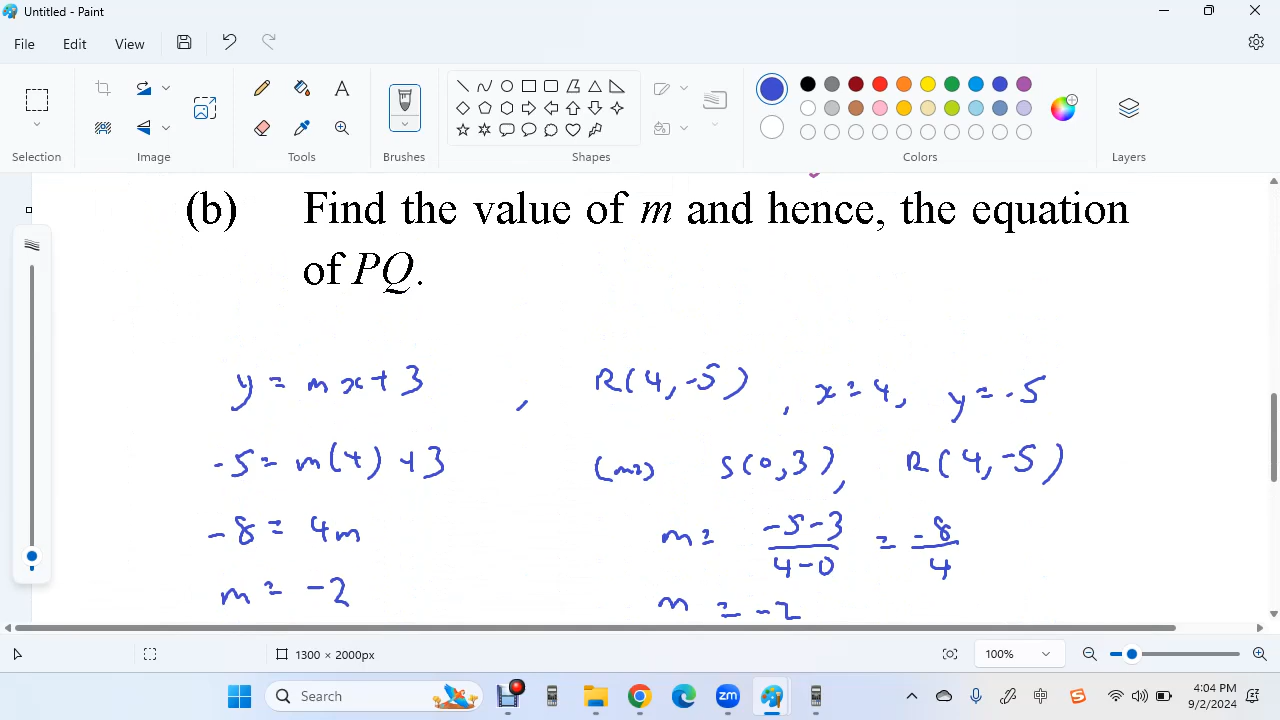 Untitled - Paint
File Edit View
Selection Image Tools Brushes Shapes Colors Layers
(b) Find the value of m and hence, the equation
of PQ.
y = mx + 3 , R(4, -5) , x = 4, y = -5
-5 = m(4) + 3 (m=) S(0, 3), R(4, -5)
-8 = 4m m = -5-3/4-0 = -8/4
m = -2 m = -2
1300 × 2000px 100%
Search zm 中 S 4:04 PM
9/2/2024